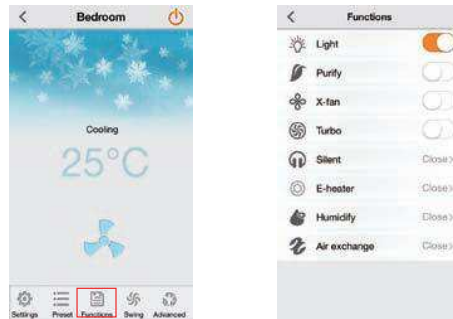 Bedroom
Cooling
25°C
Settings Preset Functions Swing Advanced
Functions
Light
Purify
X-fan
Turbo
Silent Close
E-heater Close
Humidify Close
Air exchange Close